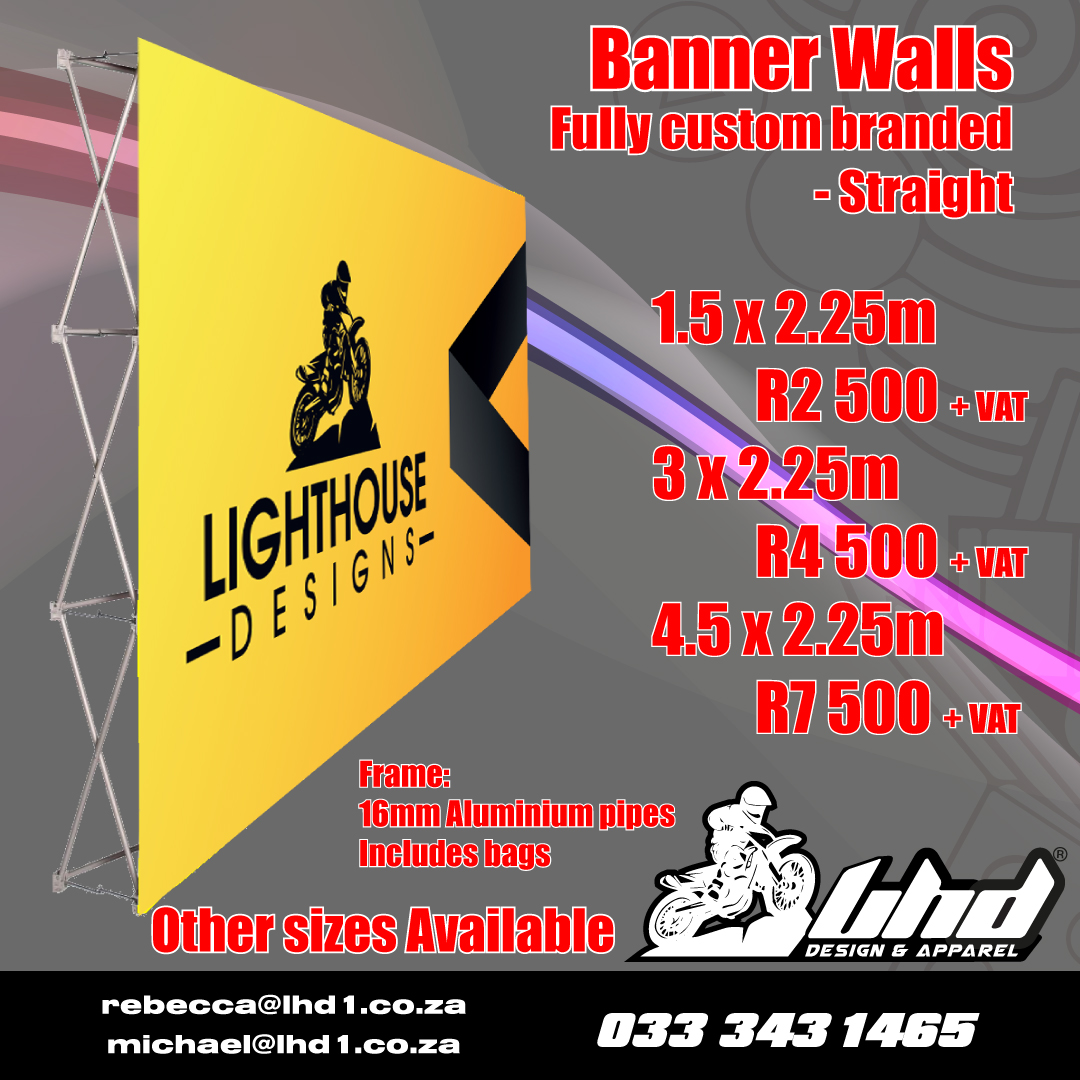 Banner Walls
Fully custom branded
- Straight
1.5 x 2.25m
R2 500 + VAT
3 x 2.25m
R4 500 + VAT
4.5 x 2.25m
R7 500 + VAT
LIGHTHOUSE
- DESIGNS -
Frame:
16mm Aluminium pipes
Includes bags
Other sizes Available
lhd ®
DESIGN & APPAREL
rebecca@lhd1.co.za
michael@lhd1.co.za
033 343 1465